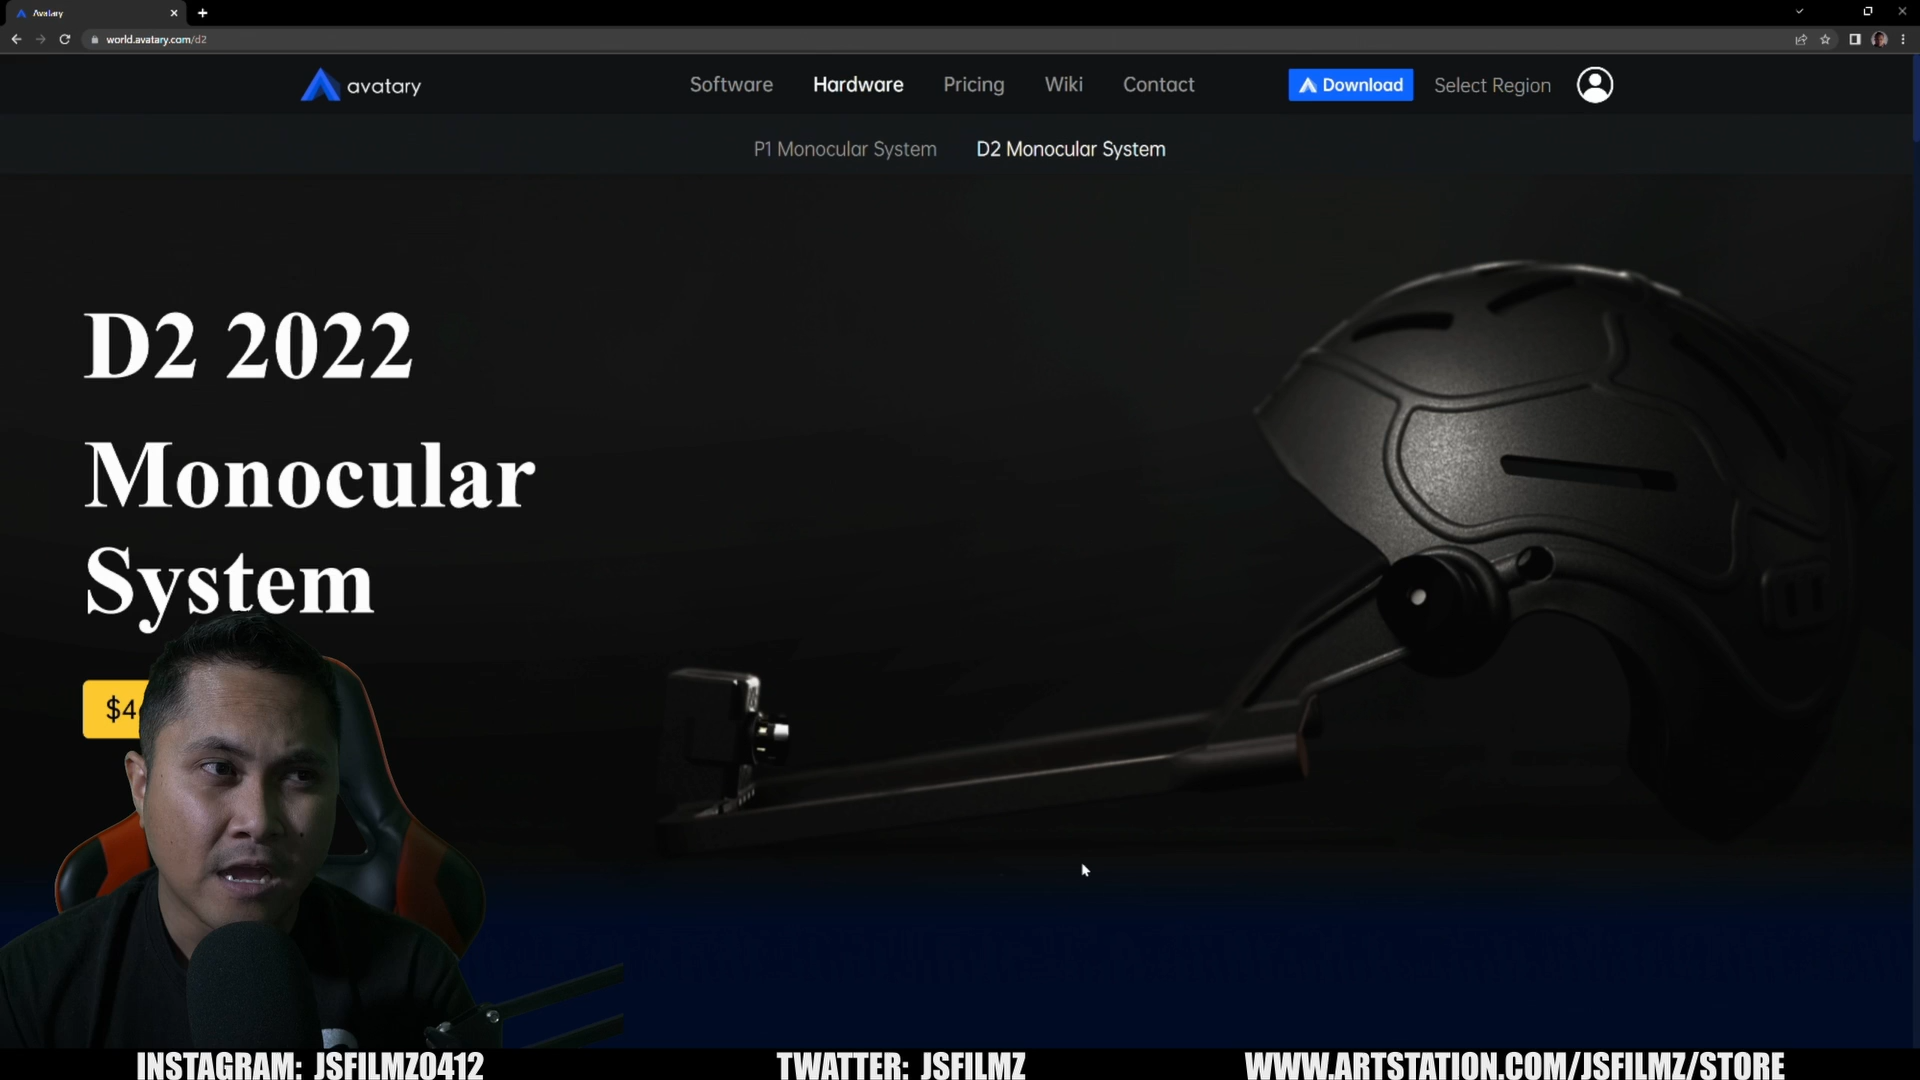 Avatary
world.avatary.com/d2
avatary
Software
Hardware
Pricing
Wiki
Contact
Download
Select Region
P1 Monocular System
D2 Monocular System
D2 2022
Monocular
System
INSTAGRAM: JSFILMZ0412
TWATTER: JSFILMZ
WWW.ARTSTATION.COM/JSFILMZ/STORE